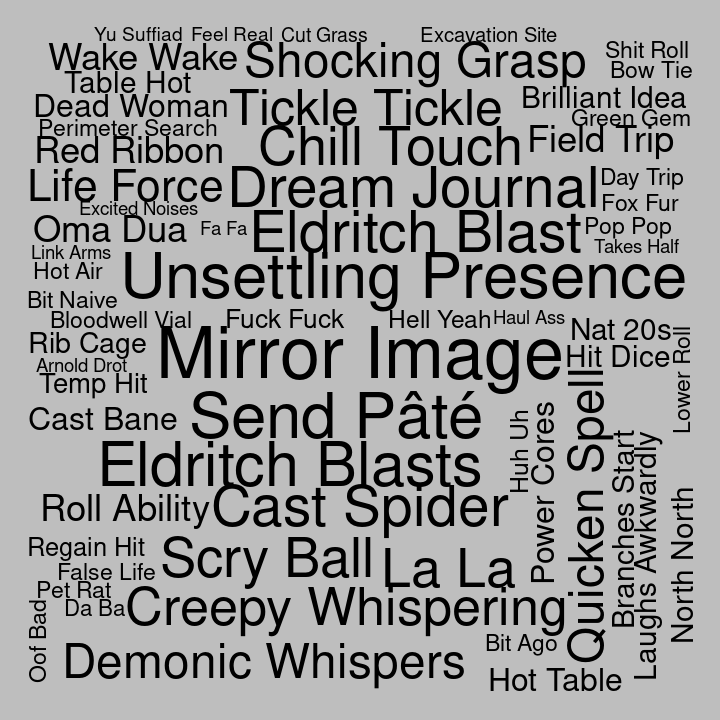 Yu Suffiad
Feel Real
Cut Grass
Excavation Site
Wake Wake
Shocking Grasp
Shit Roll
Bow Tie
Table Hot
Dead Woman
Tickle Tickle
Brilliant Idea
Green Gem
Perimeter Search
Red Ribbon
Chill Touch
Field Trip
Life Force
Dream Journal
Day Trip
Excited Noises
Fox Fur
Oma Dua
Fa Fa
Eldritch Blast
Pop Pop
Takes Half
Link Arms
Hot Air
Unsettling Presence
Bit Naive
Bloodwell Vial
Fuck Fuck
Hell Yeah
Haul Ass
Nat 20s
Rib Cage
Mirror Image
Hit Dice
Lower Roll
Arnold Drot
Temp Hit
Cast Bane
Send Pâté
Huh Uh
Power Cores
Quicken Spell
Branches Start
Laughs Awkwardly
North North
Eldritch Blasts
Roll Ability
Cast Spider
Regain Hit
Scry Ball
La La
False Life
Pet Rat
Da Ba
Creepy Whispering
Oof Bad
Demonic Whispers
Bit Ago
Hot Table